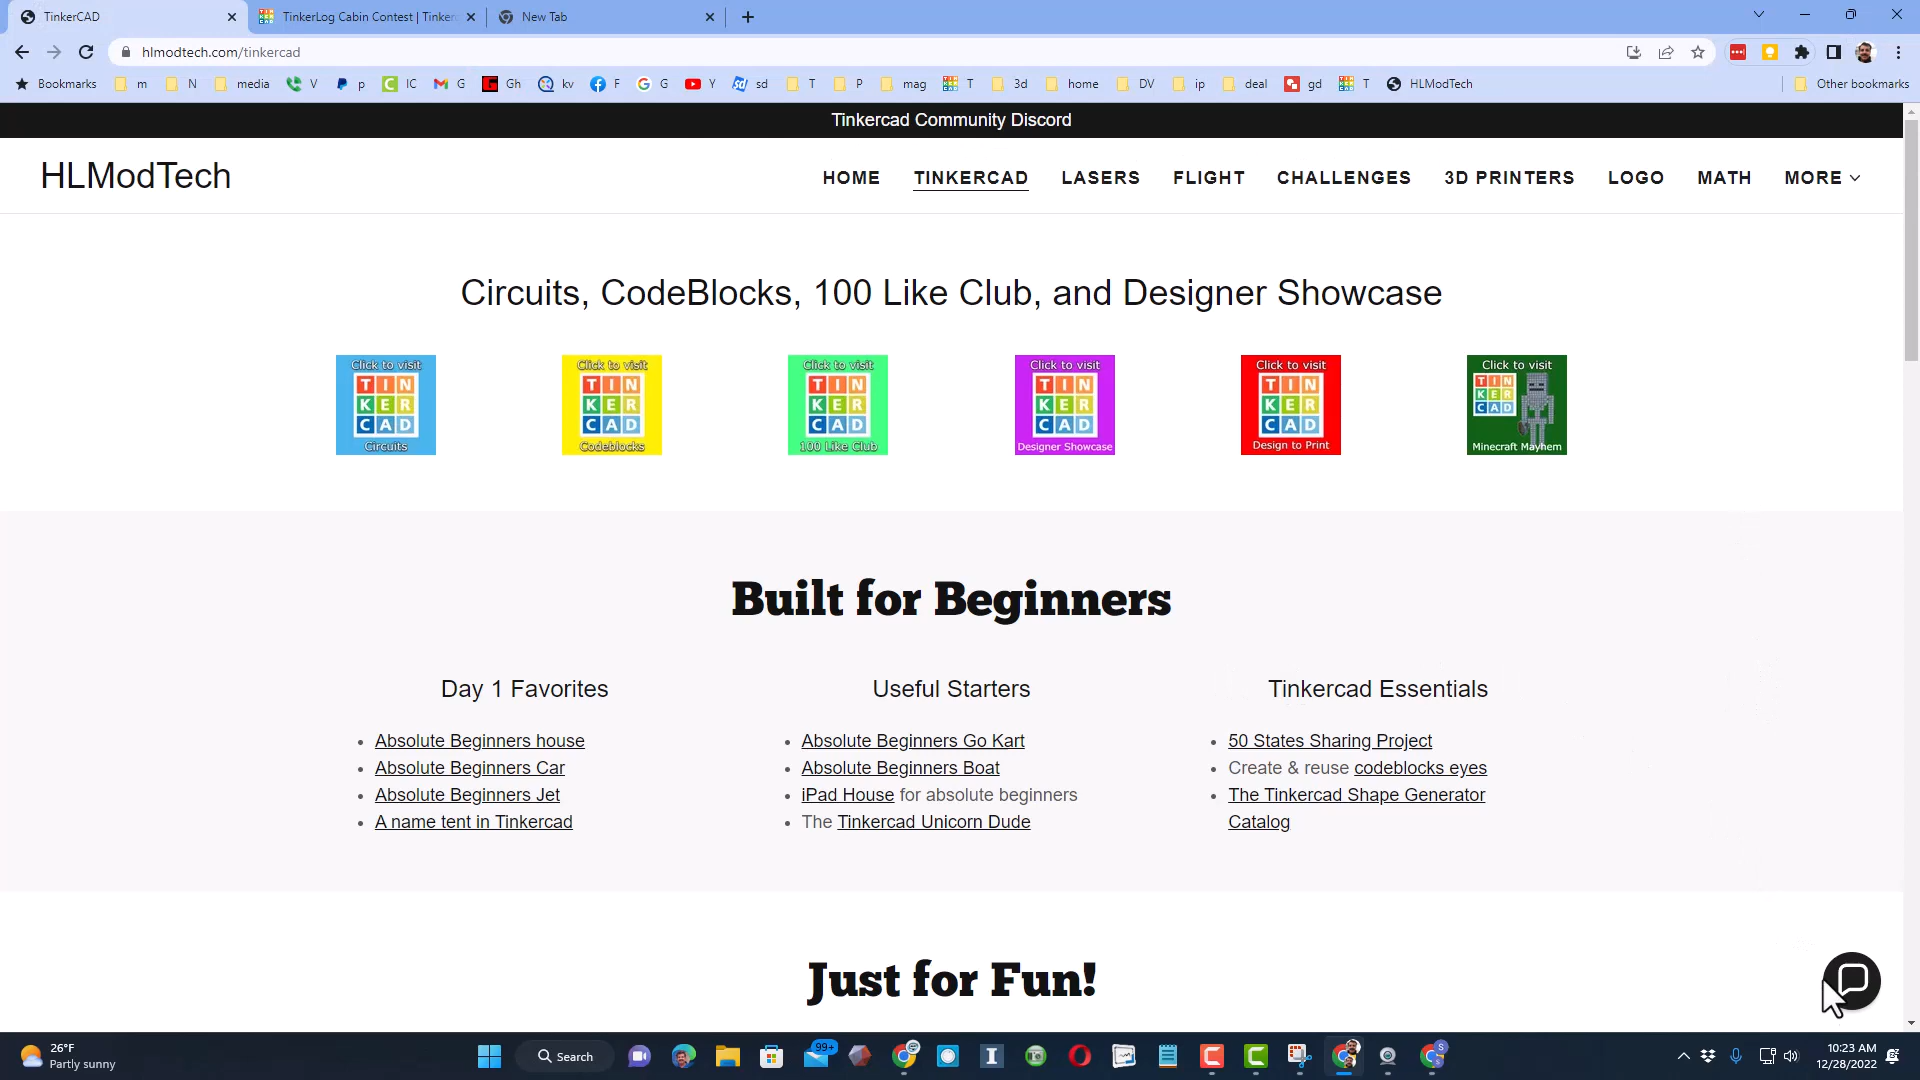 TinkerCAD
TinkerLog Cabin Contest | Tinker
New Tab
hlmodtech.com/tinkercad
Bookmarks m N media V p IC G Gh kv F G Y sd T P mag T 3d home DV ip deal gd T HLModTech Other bookmarks
Tinkercad Community Discord
HLModTech
HOME TINKERCAD LASERS FLIGHT CHALLENGES 3D PRINTERS LOGO MATH MORE
Circuits, CodeBlocks, 100 Like Club, and Designer Showcase
Click to visit
TIN
KER
CAD
Circuits
Click to visit
TIN
KER
CAD
Codeblocks
Click to visit
TIN
KER
CAD
100 Like Club
Click to visit
TIN
KER
CAD
Designer Showcase
Click to visit
TIN
KER
CAD
Design to Print
Click to visit
TIN
KER
CAD
Minecraft Mayhem
Built for Beginners
Day 1 Favorites
Absolute Beginners house
Absolute Beginners Car
Absolute Beginners Jet
A name tent in Tinkercad
Useful Starters
Absolute Beginners Go Kart
Absolute Beginners Boat
iPad House for absolute beginners
The Tinkercad Unicorn Dude
Tinkercad Essentials
50 States Sharing Project
Create & reuse codeblocks eyes
The Tinkercad Shape Generator
Catalog
Just for Fun!
26°F
Partly sunny
Search
99+
10:23 AM
12/28/2022